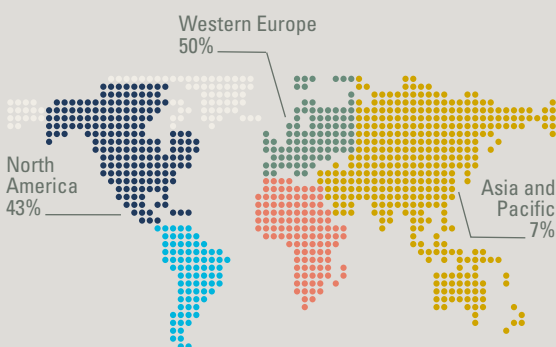 Western Europe
50%
North
America
43%
Asia and
Pacific
7%